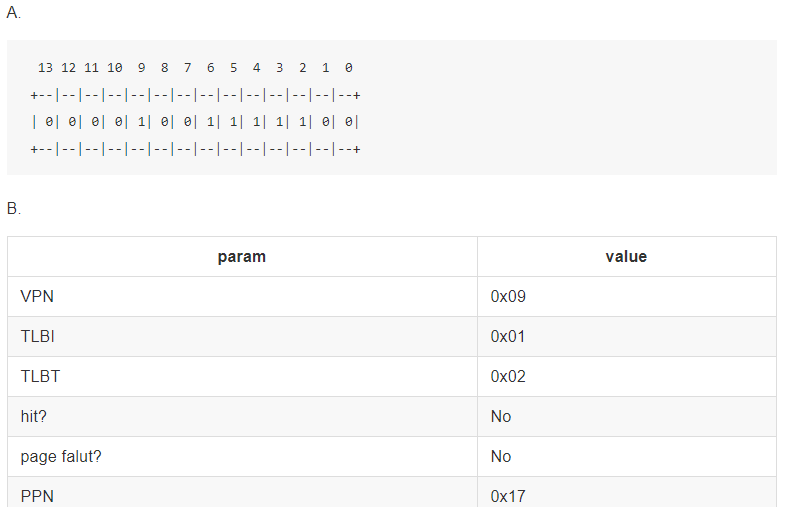 A.
13 12 11 10 9 8 7 6 5 4 3 2 1 0
+--|--|--|--|--|--|--|--|--|--|--|--|--|--+
| 0| 0| 0| 0| 1| 0| 0| 1| 1| 1| 1| 1| 0| 0|
+--|--|--|--|--|--|--|--|--|--|--|--|--|--+
B.
param value
VPN 0x09
TLBI 0x01
TLBT 0x02
hit? No
page falut? No
PPN 0x17